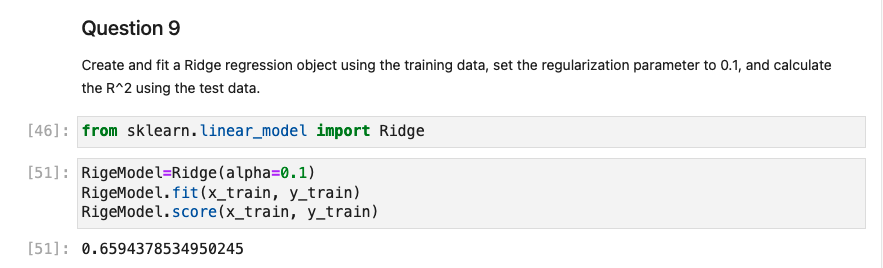 Question 9
Create and fit a Ridge regression object using the training data, set the regularization parameter to 0.1, and calculate
the R^2 using the test data.
[46]: from sklearn.linear_model import Ridge
[51]: RigeModel=Ridge(alpha=0.1)
RigeModel.fit(x_train, y_train)
RigeModel.score(x_train, y_train)
[51]: 0.6594378534950245